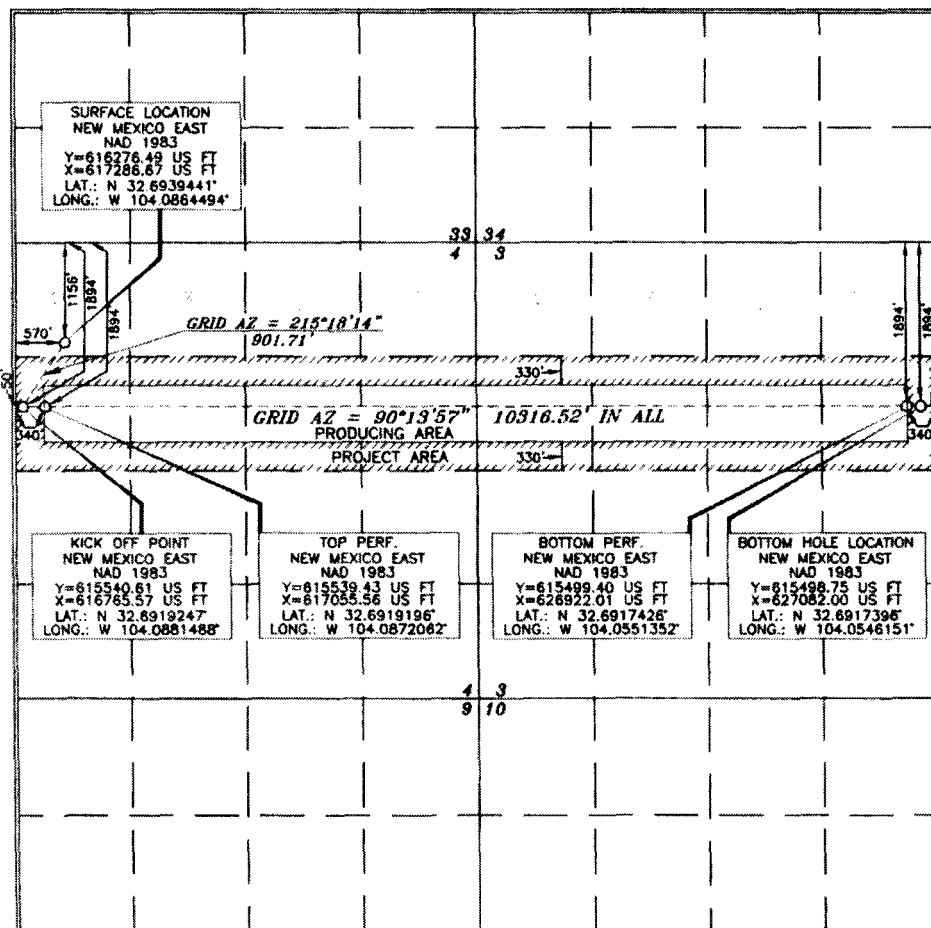 SURFACE LOCATION
NEW MEXICO EAST
NAD 1983
Y=616276.49 US FT
X=617286.67 US FT
LAT.: N 32.6939441°
LONG.: W 104.0864494°
33 34
4 3
1156'
1894'
1894'
1894'
1894'
570'
GRID AZ = 215°18'14"
901.71'
50'
330'
GRID AZ = 90°13'57" 10316.52' IN ALL
PRODUCING AREA
340'
340'
PROJECT AREA
330'
KICK OFF POINT
NEW MEXICO EAST
NAD 1983
Y=615540.61 US FT
X=616765.57 US FT
LAT.: N 32.6919247°
LONG.: W 104.0881488°
TOP PERF.
NEW MEXICO EAST
NAD 1983
Y=615539.43 US FT
X=617055.56 US FT
LAT.: N 32.6919196°
LONG.: W 104.0872062°
BOTTOM PERF.
NEW MEXICO EAST
NAD 1983
Y=615499.40 US FT
X=626922.01 US FT
LAT.: N 32.6917426°
LONG.: W 104.0551352°
BOTTOM HOLE LOCATION
NEW MEXICO EAST
NAD 1983
Y=615498.75 US FT
X=627082.00 US FT
LAT.: N 32.6917396°
LONG.: W 104.0546151°
4 3
9 10